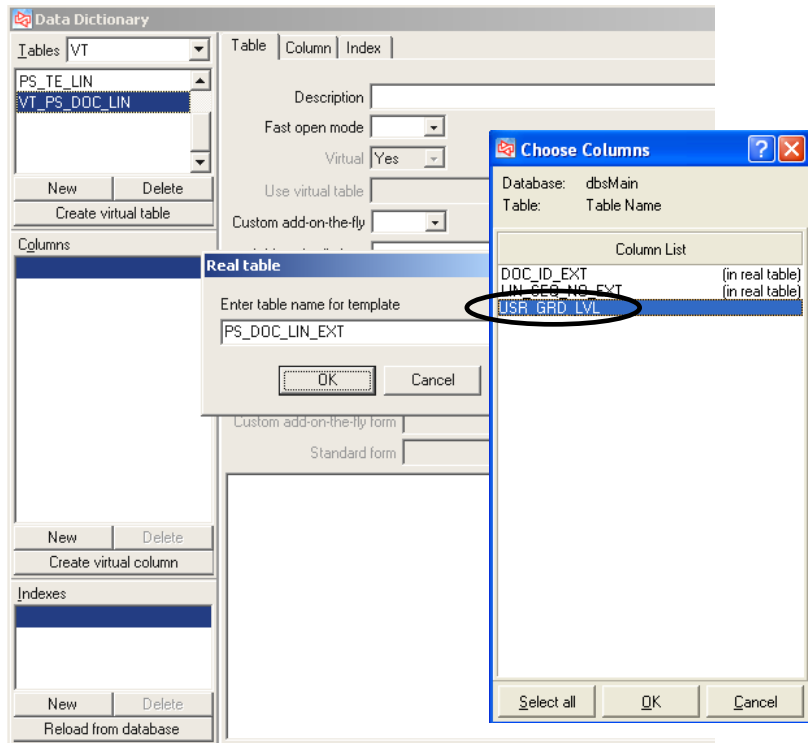 Data Dictio
Tables VT
PS_TE_LIN
VT_PS_DOC_LIN
New Delete
Create virtual table
Columns
New Delete
Create virtual column
Indexes
New Delete
Reload from database
Table Column Index
Description
Fast open mode
Virtual Yes
Use virtual table
Custom add-on-the-fly
Real table
Enter table name for template
PS_DOC_LIN_EXT
OK Cancel
Custom add-on-the-fly form
Standard form
Choose Columns
Database: dbsMain
Table: Table Name
Column List
DOC_ID_EXT (in real table)
LIN_SEQ_NO_EXT (in real table)
USR_GRD_LVL
Select all OK Cancel